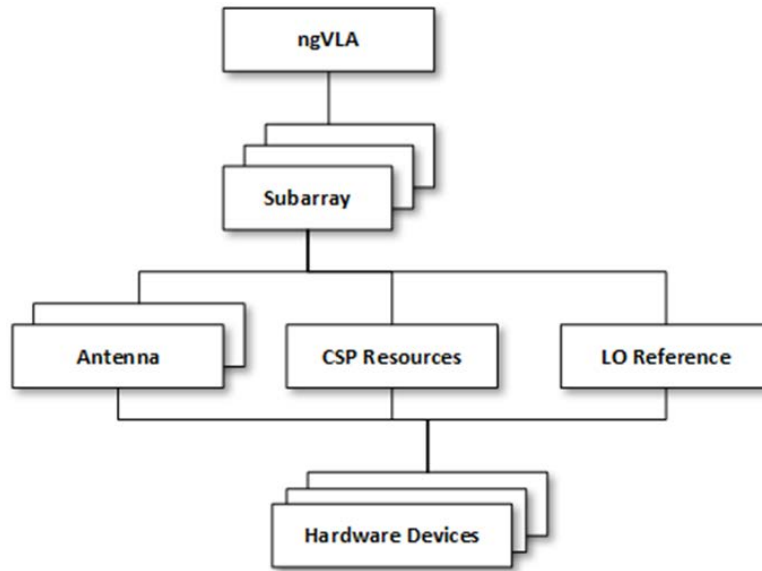 ngVLA
Subarray
Antenna
CSP Resources
LO Reference
Hardware Devices